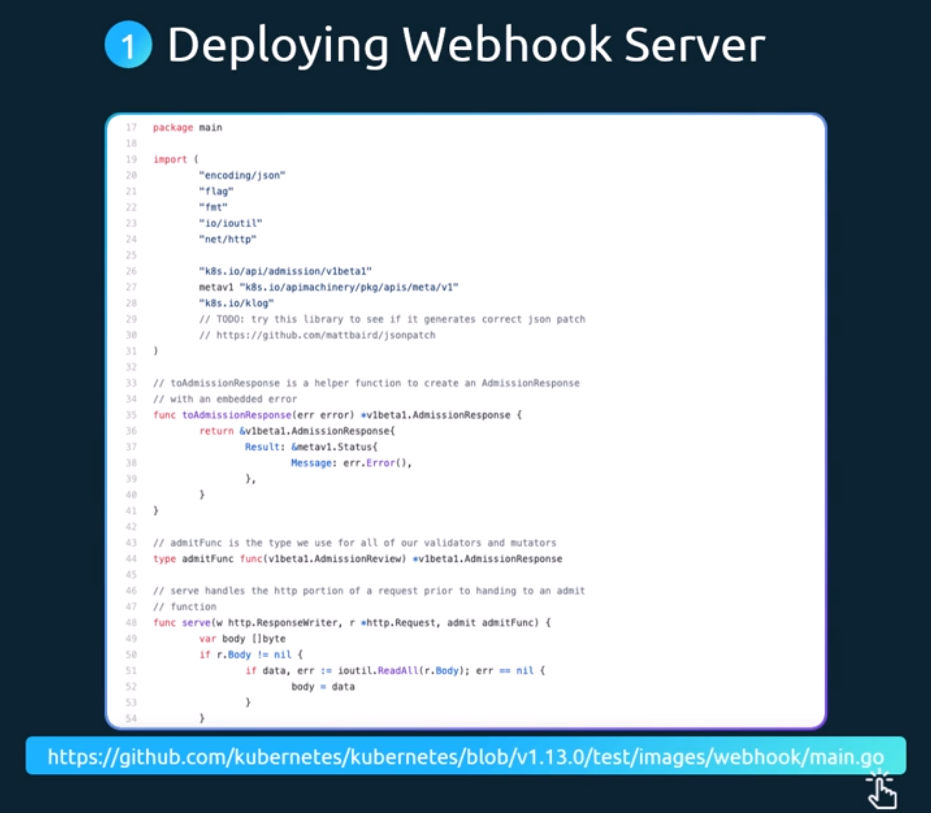 1 Deploying Webhook Server
17 package main
18
19 import (
20 "encoding/json"
21 "flag"
22 "fmt"
23 "io/ioutil"
24 "net/http"
25
26 "k8s.io/api/admission/v1beta1"
27 metav1 "k8s.io/apimachinery/pkg/apis/meta/v1"
28 "k8s.io/klog"
29 // TODO: try this library to see if it generates correct json patch
30 // https://github.com/mattbaird/jsonpatch
31 )
32
33 // toAdmissionResponse is a helper function to create an AdmissionResponse
34 // with an embedded error
35 func toAdmissionResponse(err error) *v1beta1.AdmissionResponse {
36 return &v1beta1.AdmissionResponse{
37 Result: &metav1.Status{
38 Message: err.Error(),
39 },
40 }
41 }
42
43 // admitFunc is the type we use for all of our validators and mutators
44 type admitFunc func(v1beta1.AdmissionReview) *v1beta1.AdmissionResponse
45
46 // serve handles the http portion of a request prior to handing to an admit
47 // function
48 func serve(w http.ResponseWriter, r *http.Request, admit admitFunc) {
49 var body []byte
50 if r.Body != nil {
51 if data, err := ioutil.ReadAll(r.Body); err == nil {
52 body = data
53 }
54 }
https://github.com/kubernetes/kubernetes/blob/v1.13.0/test/images/webhook/main.go